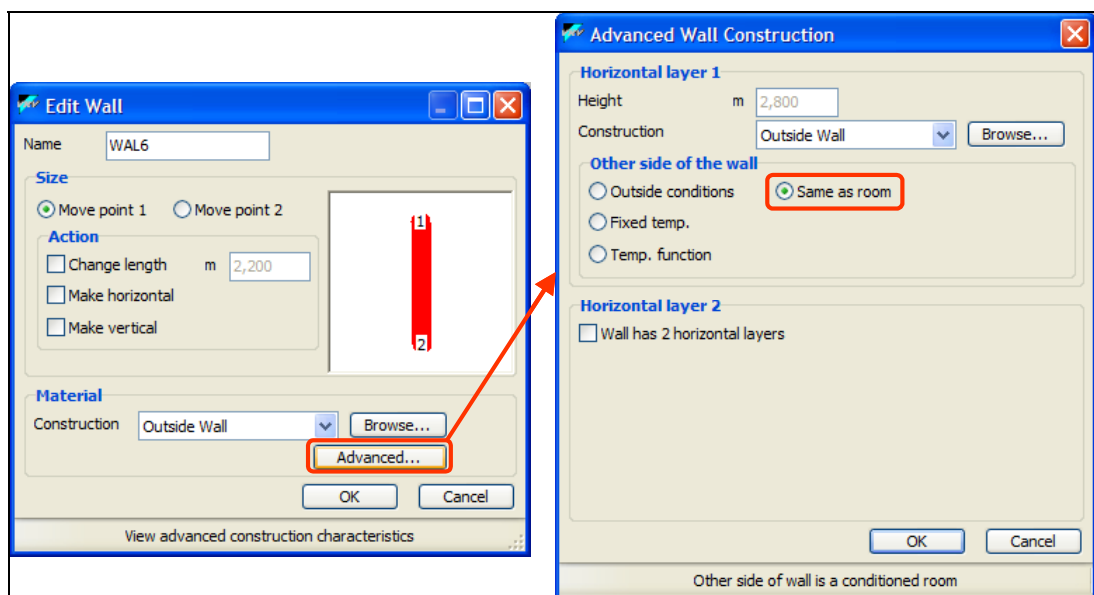 Edit Wall
Name WAL6
Size
Move point 1 Move point 2
Action
Change length m 2,200
Make horizontal
Make vertical
1
2
Material
Construction Outside Wall Browse...
Advanced...
OK Cancel
View advanced construction characteristics
Advanced Wall Construction
Horizontal layer 1
Height m 2,800
Construction Outside Wall Browse...
Other side of the wall
Outside conditions Same as room
Fixed temp.
Temp. function
Horizontal layer 2
Wall has 2 horizontal layers
OK Cancel
Other side of wall is a conditioned room